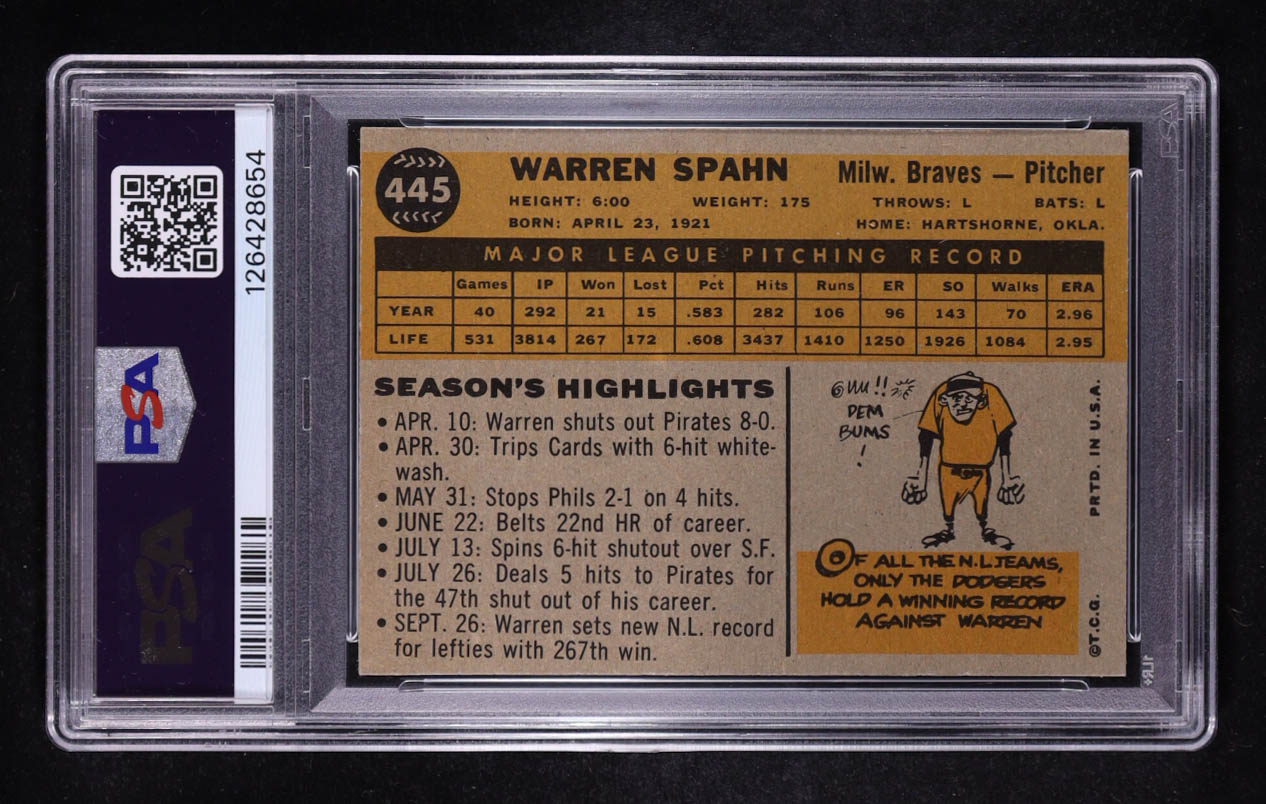 126428654
PSA
PSA
PSA
445
WARREN SPAHN
Milw. Braves — Pitcher
HEIGHT: 6:00 WEIGHT: 175 THROWS: L BATS: L
BORN: APRIL 23, 1921 HOME: HARTSHORNE, OKLA.
MAJOR LEAGUE PITCHING RECORD
Games IP Won Lost Pct Hits Runs ER SO Walks ERA
YEAR 40 292 21 15 .583 282 106 96 143 70 2.96
LIFE 531 3814 267 172 .608 3437 1410 1250 1926 1084 2.95
SEASON'S HIGHLIGHTS
• APR. 10: Warren shuts out Pirates 8-0.
• APR. 30: Trips Cards with 6-hit white-
wash.
• MAY 31: Stops Phils 2-1 on 4 hits.
• JUNE 22: Belts 22nd HR of career.
• JULY 13: Spins 6-hit shutout over S.F.
• JULY 26: Deals 5 hits to Pirates for
the 47th shut out of his career.
• SEPT. 26: Warren sets new N.L. record
for lefties with 267th win.
DEM
BUMS
!
OF ALL THE N.L. TEAMS,
ONLY THE DODGERS
HOLD A WINNING RECORD
AGAINST WARREN
©T.C.G. PRTD. IN U.S.A.